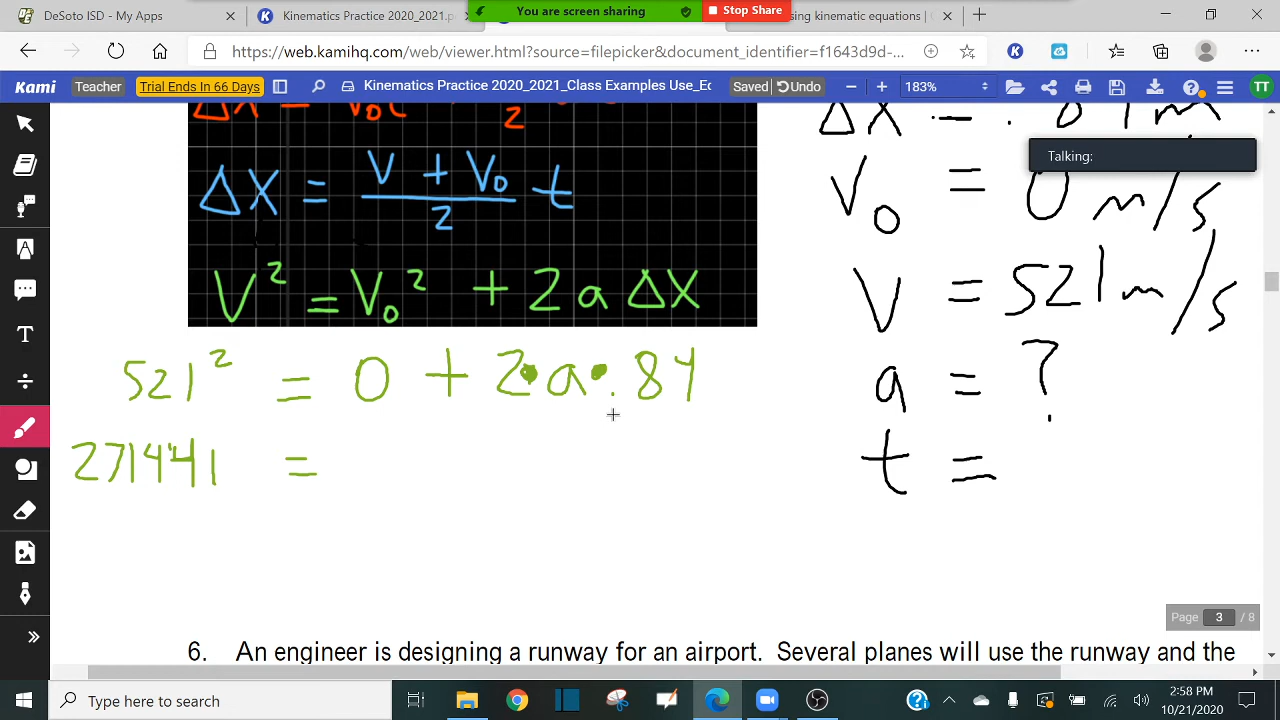 DoDEA ID - My Apps
Kinematics Practice 2020_2021.p
You are screen sharing
Stop Share
sing kinematic equations | C
https://web.kamihq.com/web/viewer.html?source=filepicker&document_identifier=f1643d9d-...
Kami
Teacher
Trial Ends In 66 Days
Kinematics Practice 2020_2021_Class Examples Use_Ec
Saved
Undo
183%
TT
ΔX = .84m
Talking:
ΔX = V + V₀ / 2 t
V₀ = 0 m/s
V² = V₀² + 2aΔX
V = 521 m/s
521² = 0 + 2•a•.84
a = ?
271441 =
t =
Page 3 / 8
6. An engineer is designing a runway for an airport. Several planes will use the runway and the
Type here to search
2:58 PM
10/21/2020